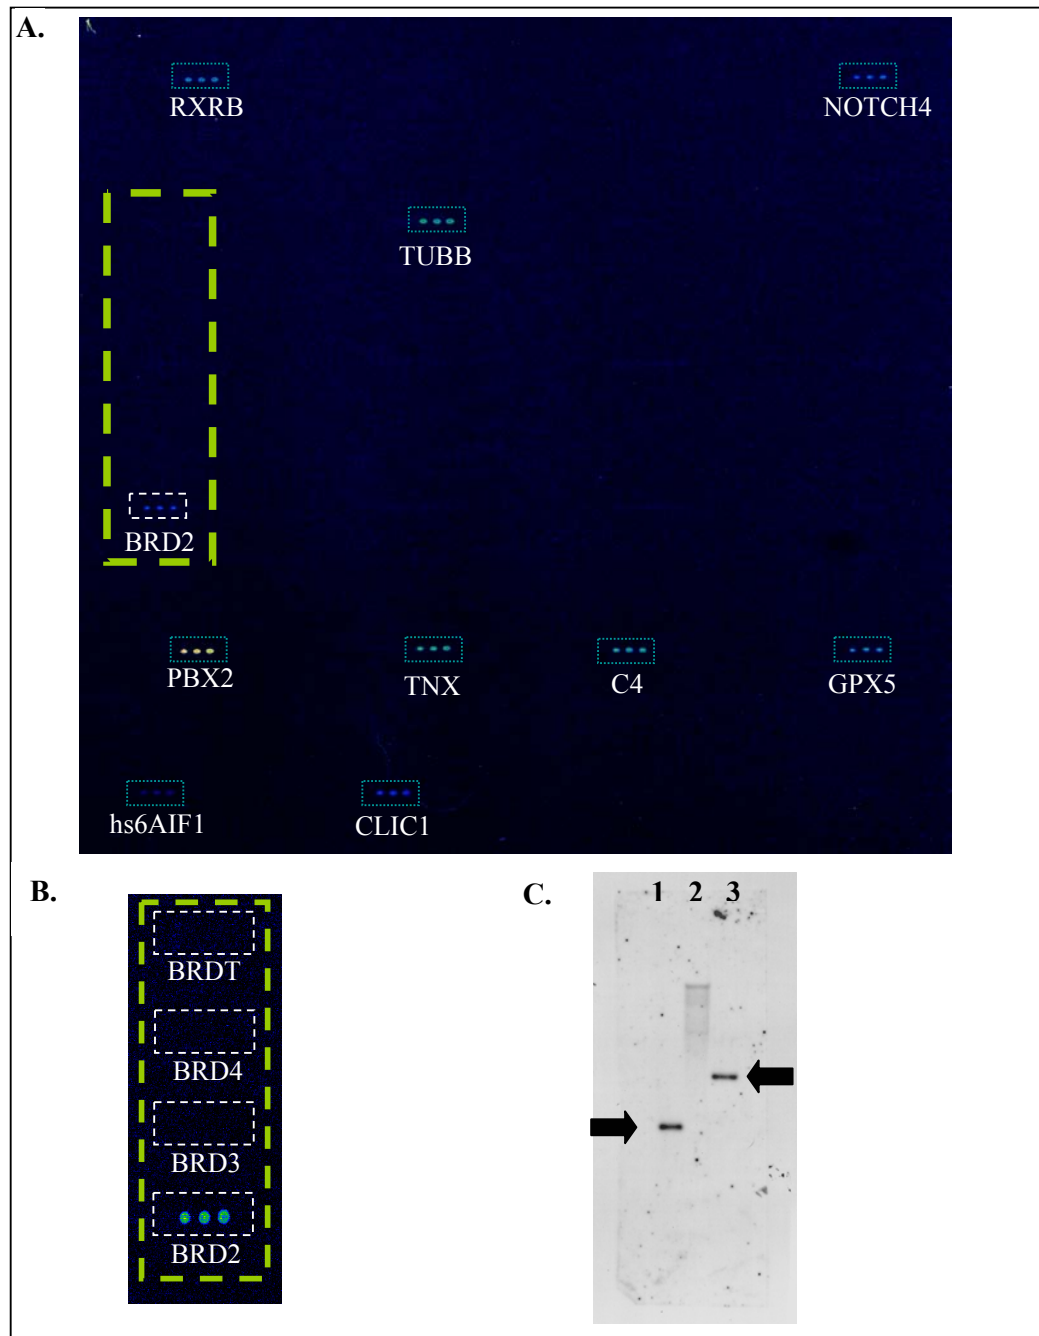 A.
RXRB NOTCH4
TUBB
BRD2
PBX2 TNX C4 GPX5
hs6AIF1 CLIC1
B.
BRDT
BRD4
BRD3
BRD2
C.
1 2 3